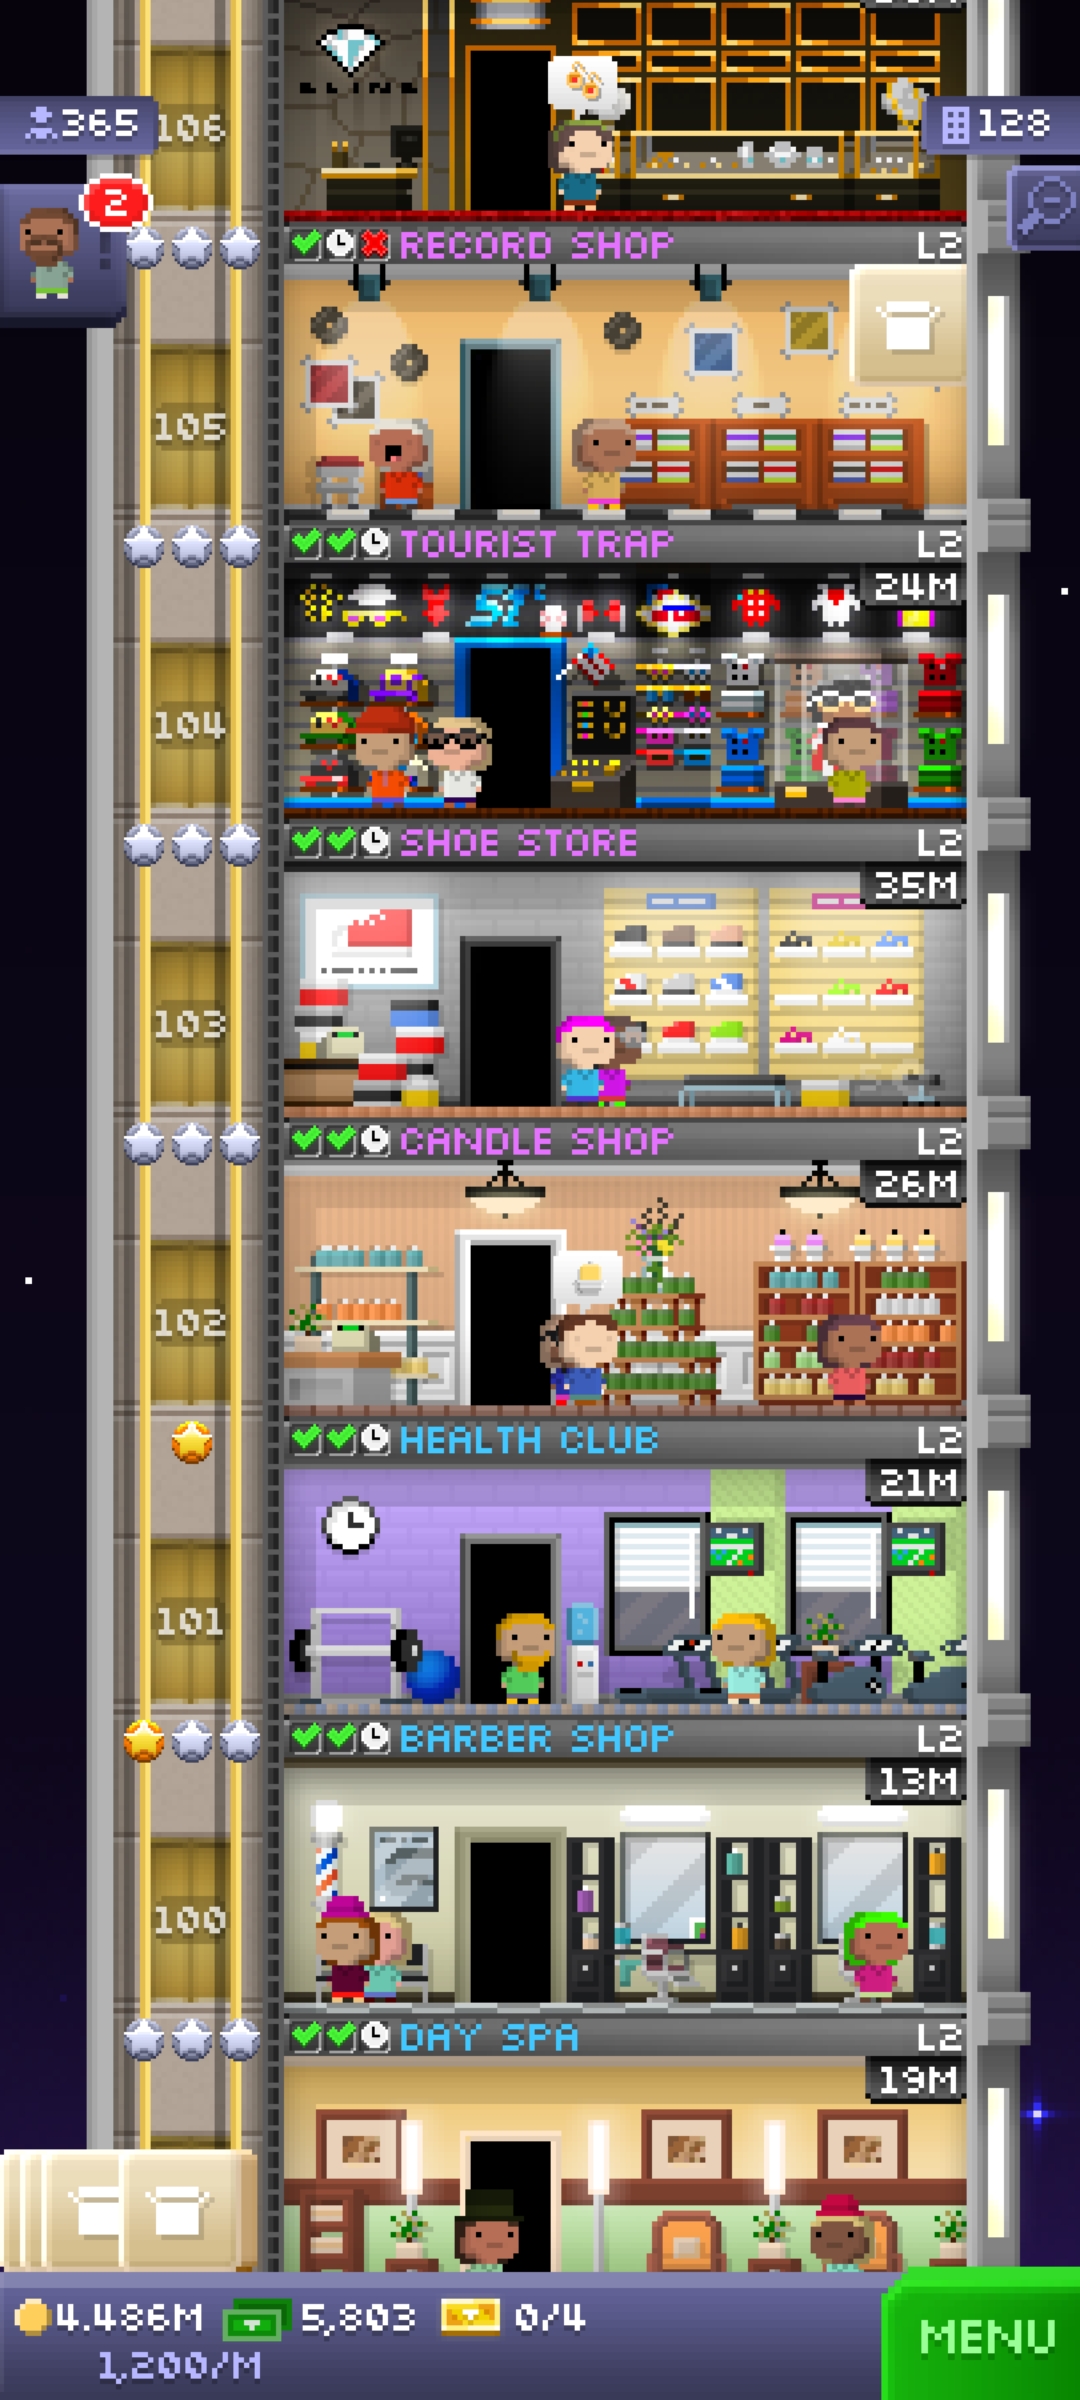 BLING
365
106
128
2
RECORD SHOP L2
105
TOURIST TRAP L2
24M
104
SHOE STORE L2
35M
103
CANDLE SHOP L2
26M
102
HEALTH CLUB L2
21M
101
BARBER SHOP L2
13M
100
DAY SPA L2
19M
4.486M 5,803 0/4
1,200/M
MENU